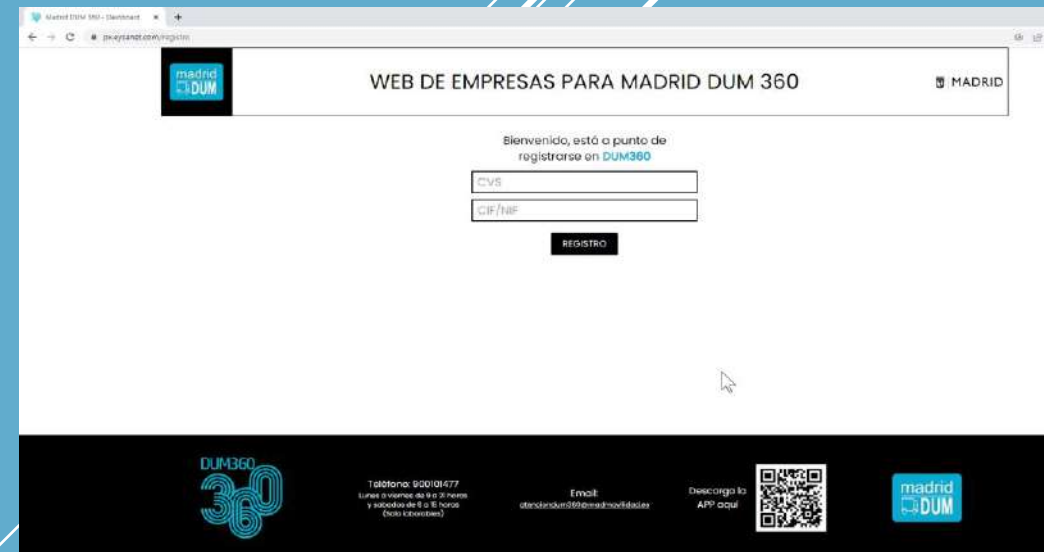 Madrid DUM 360 - Dashboard
madrid
DUM
WEB DE EMPRESAS PARA MADRID DUM 360
MADRID
Bienvenido, está a punto de
registrarse en DUM360
CVS
CIF/NIF
REGISTRO
DUM360
360
Teléfono: 900101477
Lunes a viernes de 9 a 21 horas
y sabados de 9 a 15 horas
(Solo laborables)
Email:
Descarga la
APP aquí
madrid
DUM